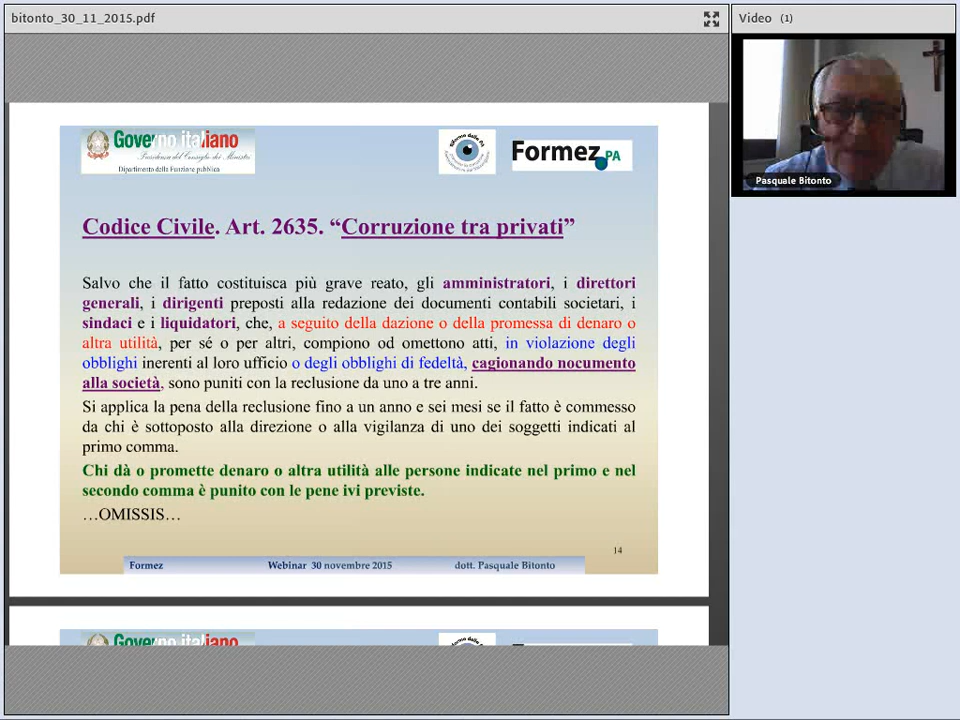 bitonto_30_11_2015.pdf
Video (1)
Pasquale Bitonto
Governo italiano
Presidenza del Consiglio dei Ministri
Dipartimento della Funzione pubblica
Formez PA
Codice Civile. Art. 2635. “Corruzione tra privati”
Salvo che il fatto costituisca più grave reato, gli amministratori, i direttori
generali, i dirigenti preposti alla redazione dei documenti contabili societari, i
sindaci e i liquidatori, che, a seguito della dazione o della promessa di denaro o
altra utilità, per sé o per altri, compiono od omettono atti, in violazione degli
obblighi inerenti al loro ufficio o degli obblighi di fedeltà, cagionando nocumento
alla società, sono puniti con la reclusione da uno a tre anni.
Si applica la pena della reclusione fino a un anno e sei mesi se il fatto è commesso
da chi è sottoposto alla direzione o alla vigilanza di uno dei soggetti indicati al
primo comma.
Chi dà o promette denaro o altra utilità alle persone indicate nel primo e nel
secondo comma è punito con le pene ivi previste.
…OMISSIS…
14
Formez Webinar 30 novembre 2015 dott. Pasquale Bitonto
Governo italiano